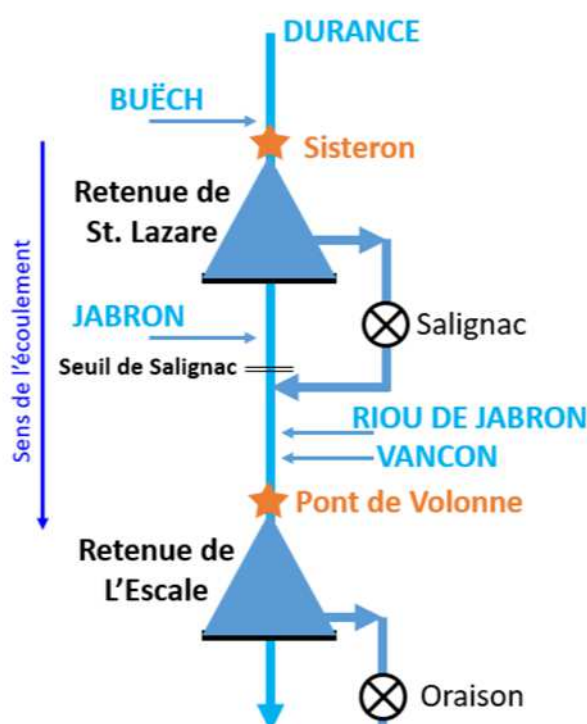 DURANCE
BUËCH
Sisteron
Retenue de
St. Lazare
Sens de l'écoulement
JABRON
Salignac
Seuil de Salignac
RIOU DE JABRON
VANCON
Pont de Volonne
Retenue de
L'Escale
Oraison